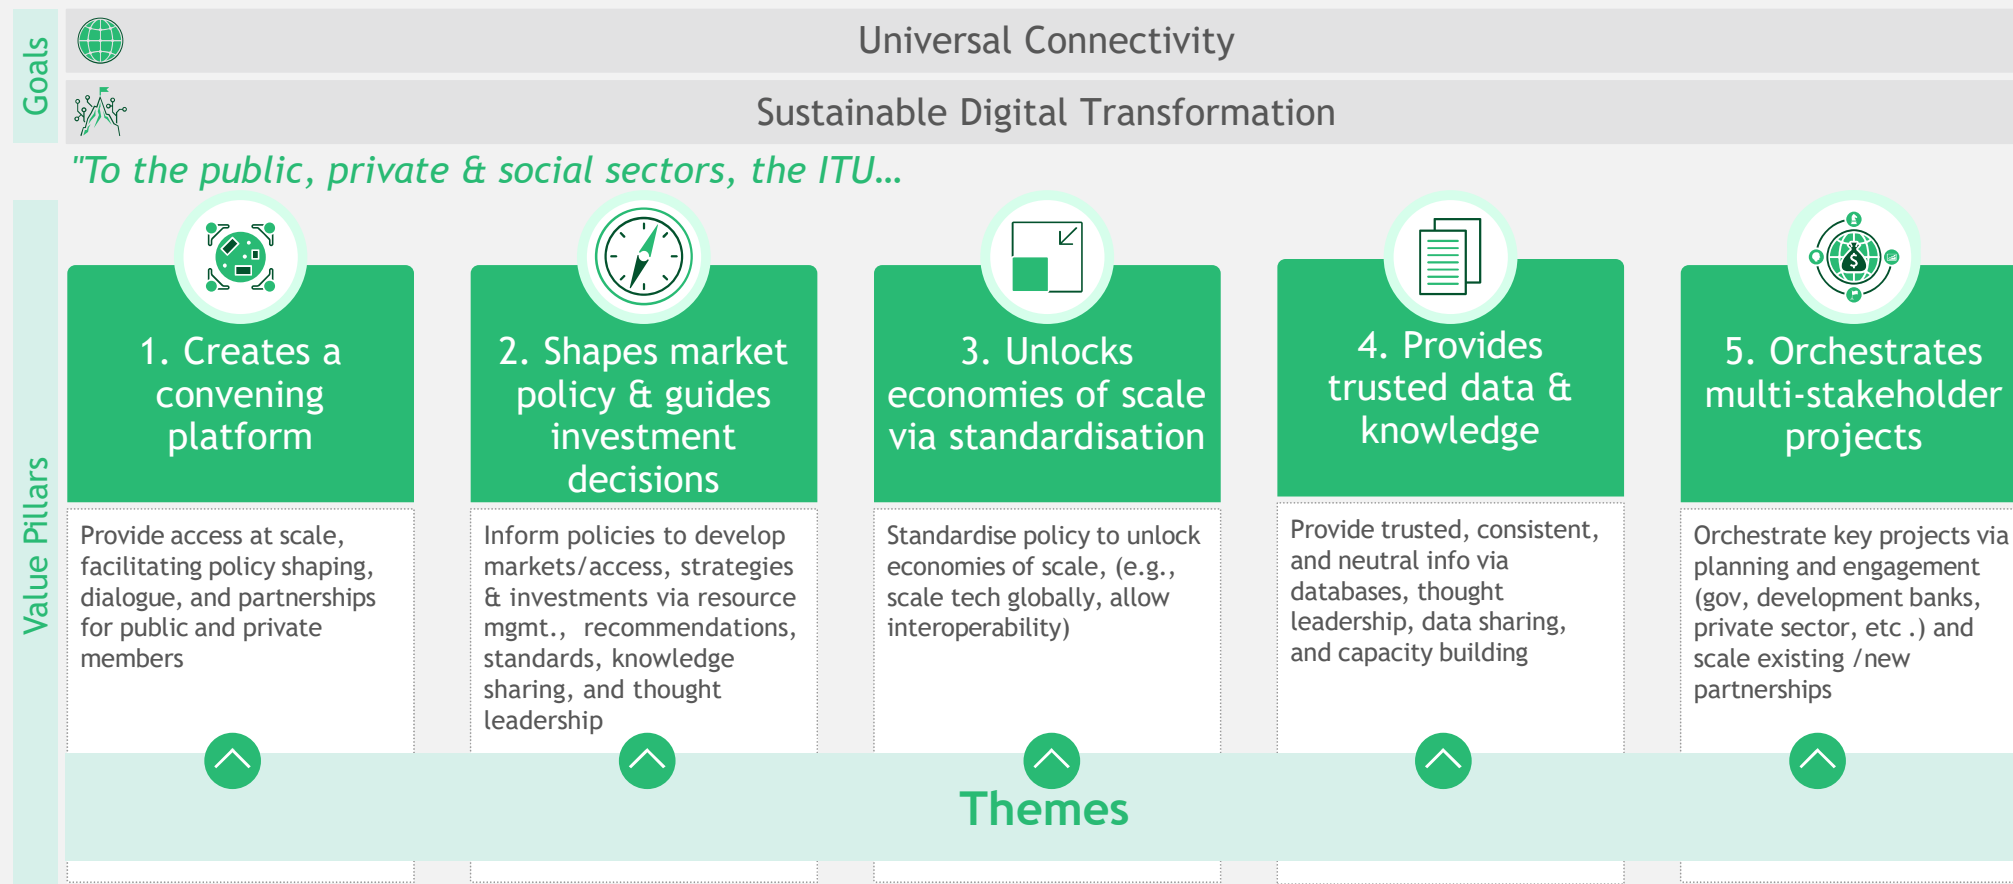 Goals
Universal Connectivity
Sustainable Digital Transformation
"To the public, private & social sectors, the ITU…
Value Pillars
1. Creates a
convening
platform
Provide access at scale,
facilitating policy shaping,
dialogue, and partnerships
for public and private
members
2. Shapes market
policy & guides
investment
decisions
Inform policies to develop
markets/access, strategies
& investments via resource
mgmt.,  recommendations,
standards, knowledge
sharing, and thought
leadership
3. Unlocks
economies of scale
via standardisation
Standardise policy to unlock
economies of scale, (e.g.,
scale tech globally, allow
interoperability)
4. Provides
trusted data &
knowledge
Provide trusted, consistent,
and neutral info via
databases, thought
leadership, data sharing,
and capacity building
5. Orchestrates
multi-stakeholder
projects
Orchestrate key projects via
planning and engagement
(gov, development banks,
private sector, etc .) and
scale existing /new
partnerships
Themes